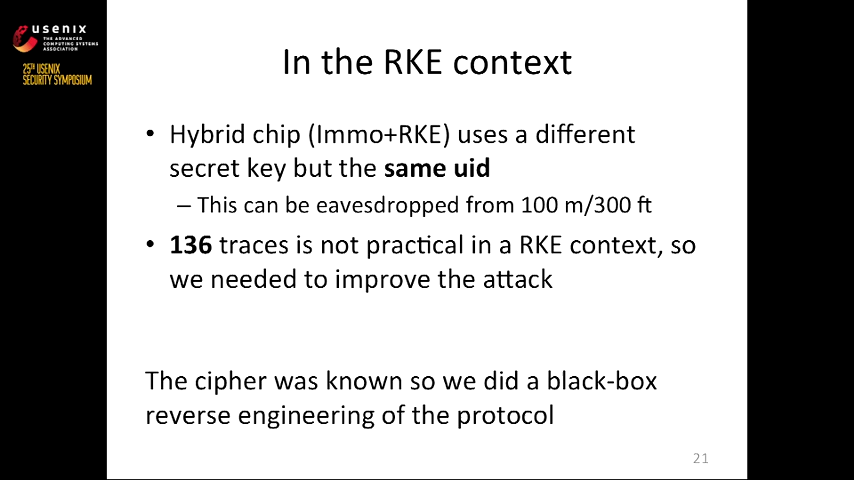 usenix
THE ADVANCED
COMPUTING SYSTEMS
ASSOCIATION
25TH USENIX
SECURITY SYMPOSIUM
In the RKE context
• Hybrid chip (Immo+RKE) uses a different
secret key but the same uid
– This can be eavesdropped from 100 m/300 ft
• 136 traces is not practical in a RKE context, so
we needed to improve the attack
The cipher was known so we did a black-box
reverse engineering of the protocol
21